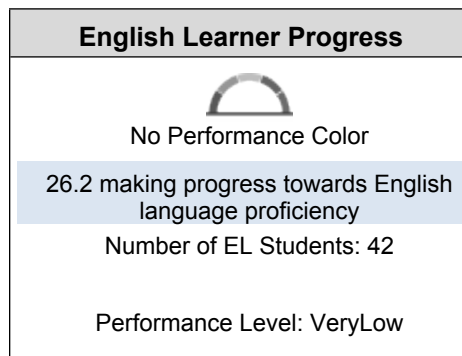 English Learner Progress
No Performance Color
26.2 making progress towards English
language proficiency
Number of EL Students: 42
Performance Level: VeryLow